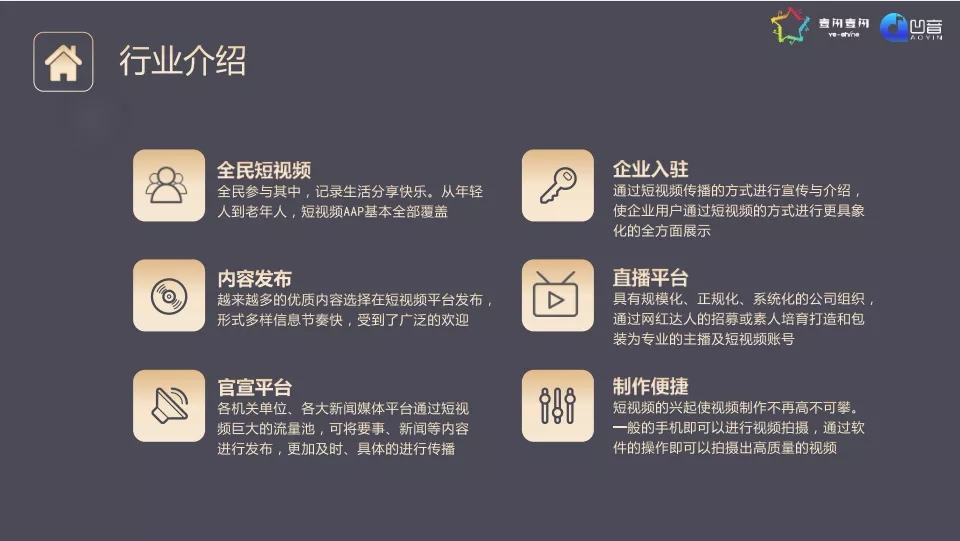 行业介绍
壹闪壹闪
ye-shine
凹音
AOYIN
全民短视频
全民参与其中，记录生活分享快乐。从年轻
人到老年人，短视频AAP基本全部覆盖
企业入驻
通过短视频传播的方式进行宣传与介绍，
使企业用户通过短视频的方式进行更具象
化的全方面展示
内容发布
越来越多的优质内容选择在短视频平台发布，
形式多样信息节奏快，受到了广泛的欢迎
直播平台
具有规模化、正规化、系统化的公司组织，
通过网红达人的招募或素人培育打造和包
装为专业的主播及短视频账号
官宣平台
各机关单位、各大新闻媒体平台通过短视
频巨大的流量池，可将要事、新闻等内容
进行发布，更加及时、具体的进行传播
制作便捷
短视频的兴起使视频制作不再高不可攀。
一般的手机即可以进行视频拍摄，通过软
件的操作即可以拍摄出高质量的视频